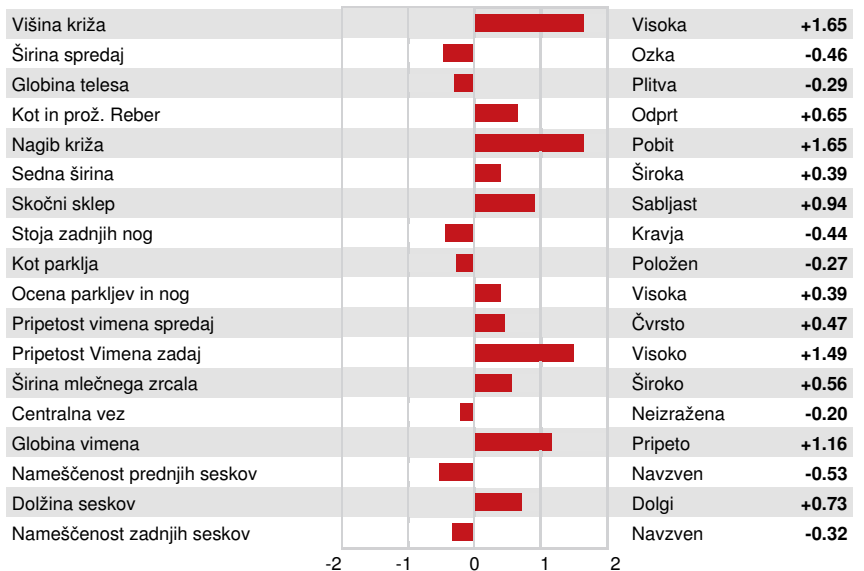 Višina križa Visoka +1.65
Širina spredaj Ozka -0.46
Globina telesa Plitva -0.29
Kot in prož. Reber Odprt +0.65
Nagib križa Pobit +1.65
Sedna širina Široka +0.39
Skočni sklep Sabljast +0.94
Stoja zadnjih nog Kravja -0.44
Kot parklja Položen -0.27
Ocena parkljev in nog Visoka +0.39
Pripetost vimena spredaj Čvrsto +0.47
Pripetost Vimena zadaj Visoko +1.49
Širina mlečnega zrcala Široko +0.56
Centralna vez Neizražena -0.20
Globina vimena Pripeto +1.16
Nameščenost prednjih seskov Navzven -0.53
Dolžina seskov Dolgi +0.73
Nameščenost zadnjih seskov Navzven -0.32
-2 -1 0 1 2